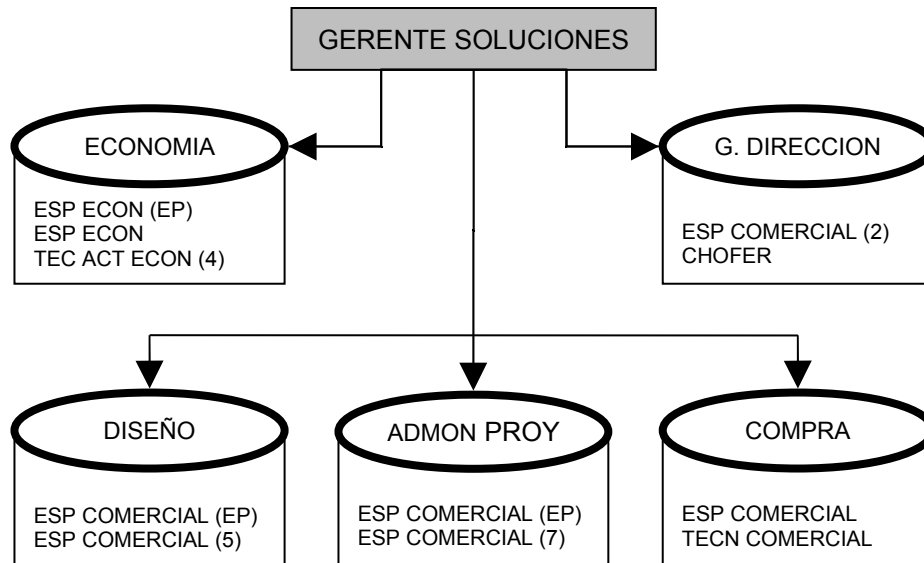 GERENTE SOLUCIONES
ECONOMIA
ESP ECON (EP)
ESP ECON
TEC ACT ECON (4)
G. DIRECCION
ESP COMERCIAL (2)
CHOFER
DISEÑO
ESP COMERCIAL (EP)
ESP COMERCIAL (5)
ADMON PROY
ESP COMERCIAL (EP)
ESP COMERCIAL (7)
COMPRA
ESP COMERCIAL
TECN COMERCIAL